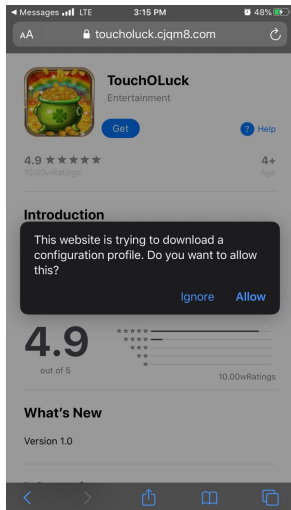 Messages LTE 3:15 PM 48%
AA toucholuck.cjqm8.com
TouchOLuck
Entertainment
Get
? Help
4.9 ★★★★★ 4+
10.00wRatings Age
Introduction
This website is trying to download a
configuration profile. Do you want to allow
this?
Ignore Allow
4.9
out of 5
10.00wRatings
What's New
Version 1.0